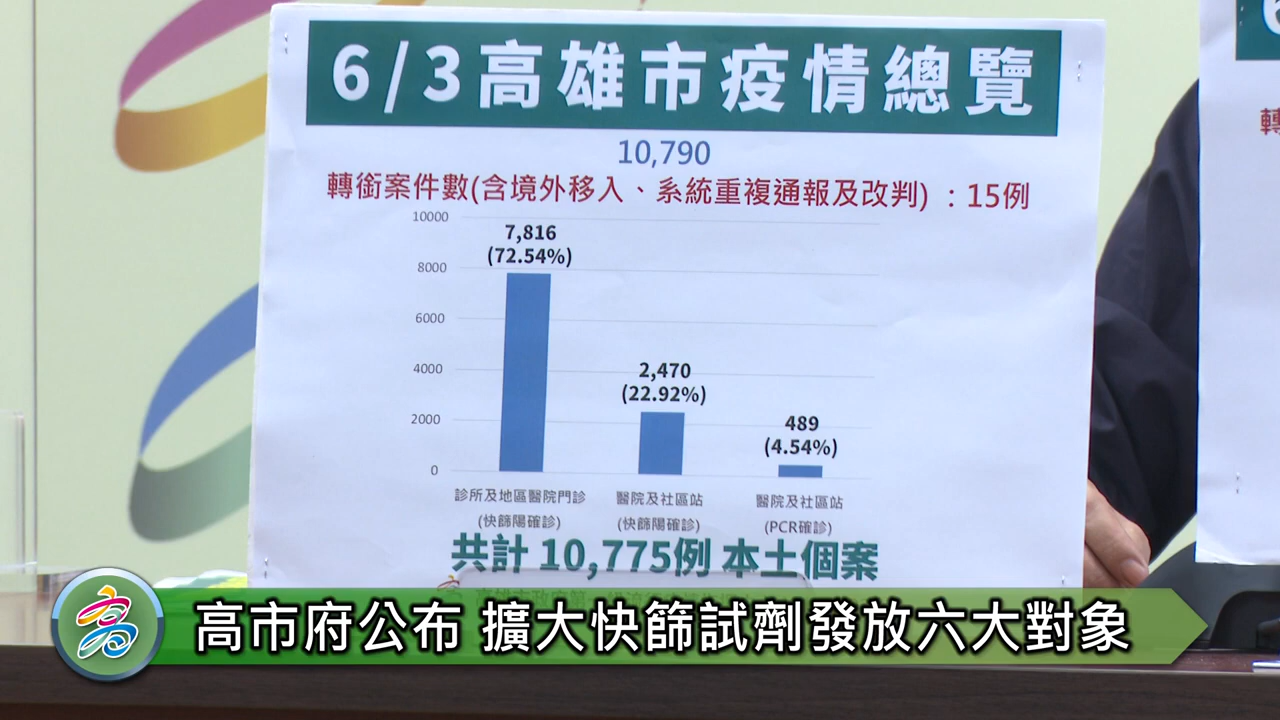 6/3高雄市疫情總覽
10,790
轉銜案件數(含境外移入、系統重複通報及改判)：15例
10000
8000
6000
4000
2000
0
7,816
(72.54%)
2,470
(22.92%)
489
(4.54%)
診所及地區醫院門診
(快篩陽確診)
醫院及社區站
(快篩陽確診)
醫院及社區站
(PCR確診)
共計 10,775例 本土個案
轉
高市府公布 擴大快篩試劑發放六大對象